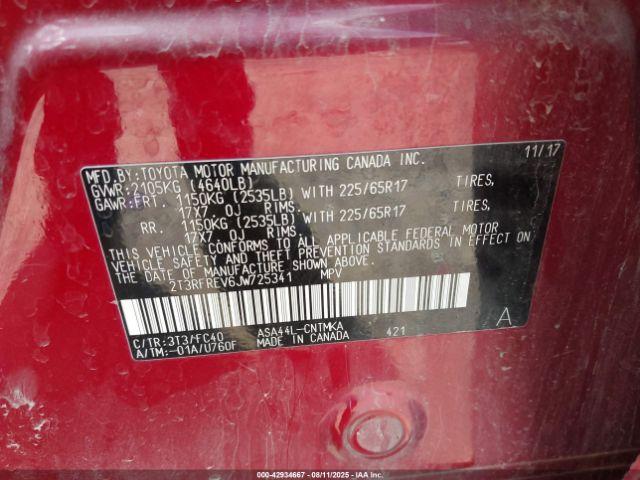 MFD.BY:TOYOTA MOTOR MANUFACTURING CANADA INC. 11/17
GVWR:2105KG (4640LB)
GAWR:FRT. 1150KG (2535LB) WITH 225/65R17 TIRES,
17X7.0J RIMS
RR. 1150KG (2535LB) WITH 225/65R17 TIRES,
17X7.0J RIMS
THIS VEHICLE CONFORMS TO ALL APPLICABLE FEDERAL MOTOR
VEHICLE SAFETY AND THEFT PREVENTION STANDARDS IN EFFECT ON
THE DATE OF MANUFACTURE SHOWN ABOVE.
2T3RFREV6JW725341 MPV
A
C/TR:3T3/FC40 ASA44L-CNTMKA 421
A/TM:-01A/U760F MADE IN CANADA
000-42934667 - 08/11/2025 - IAA Inc.